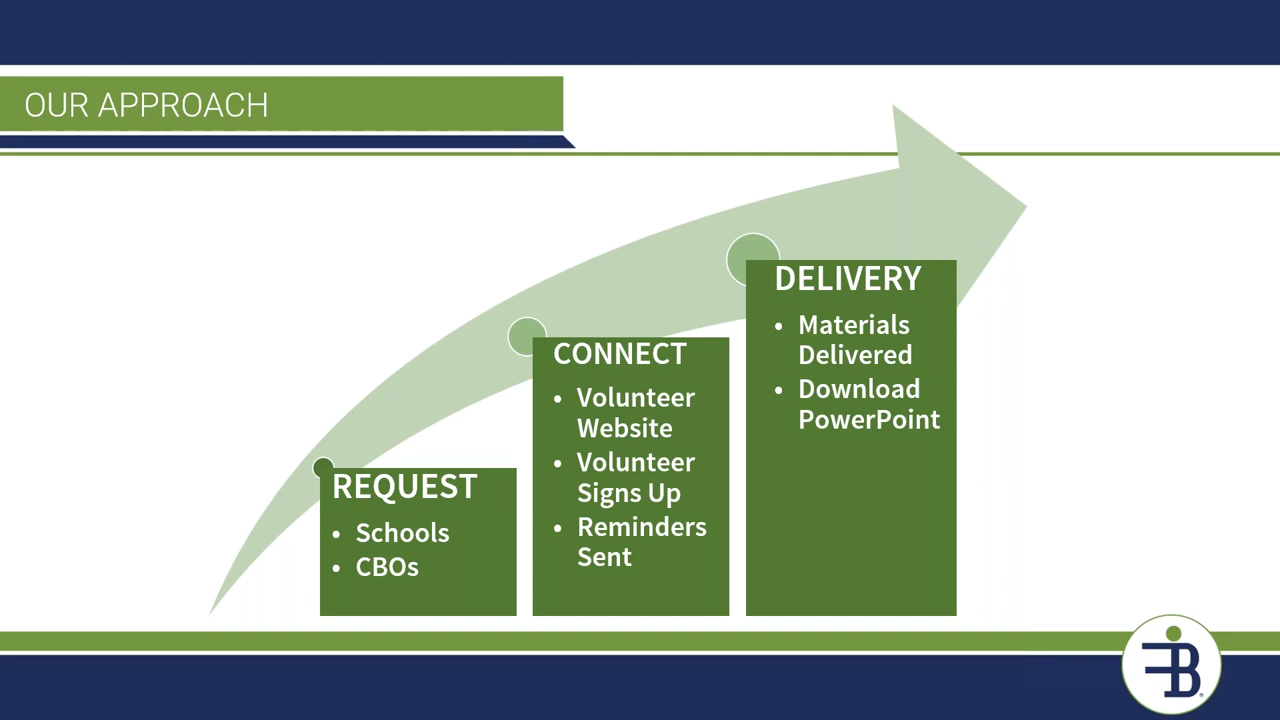 OUR APPROACH
REQUEST
• Schools
• CBOs
CONNECT
• Volunteer
Website
• Volunteer
Signs Up
• Reminders
Sent
DELIVERY
• Materials
Delivered
• Download
PowerPoint